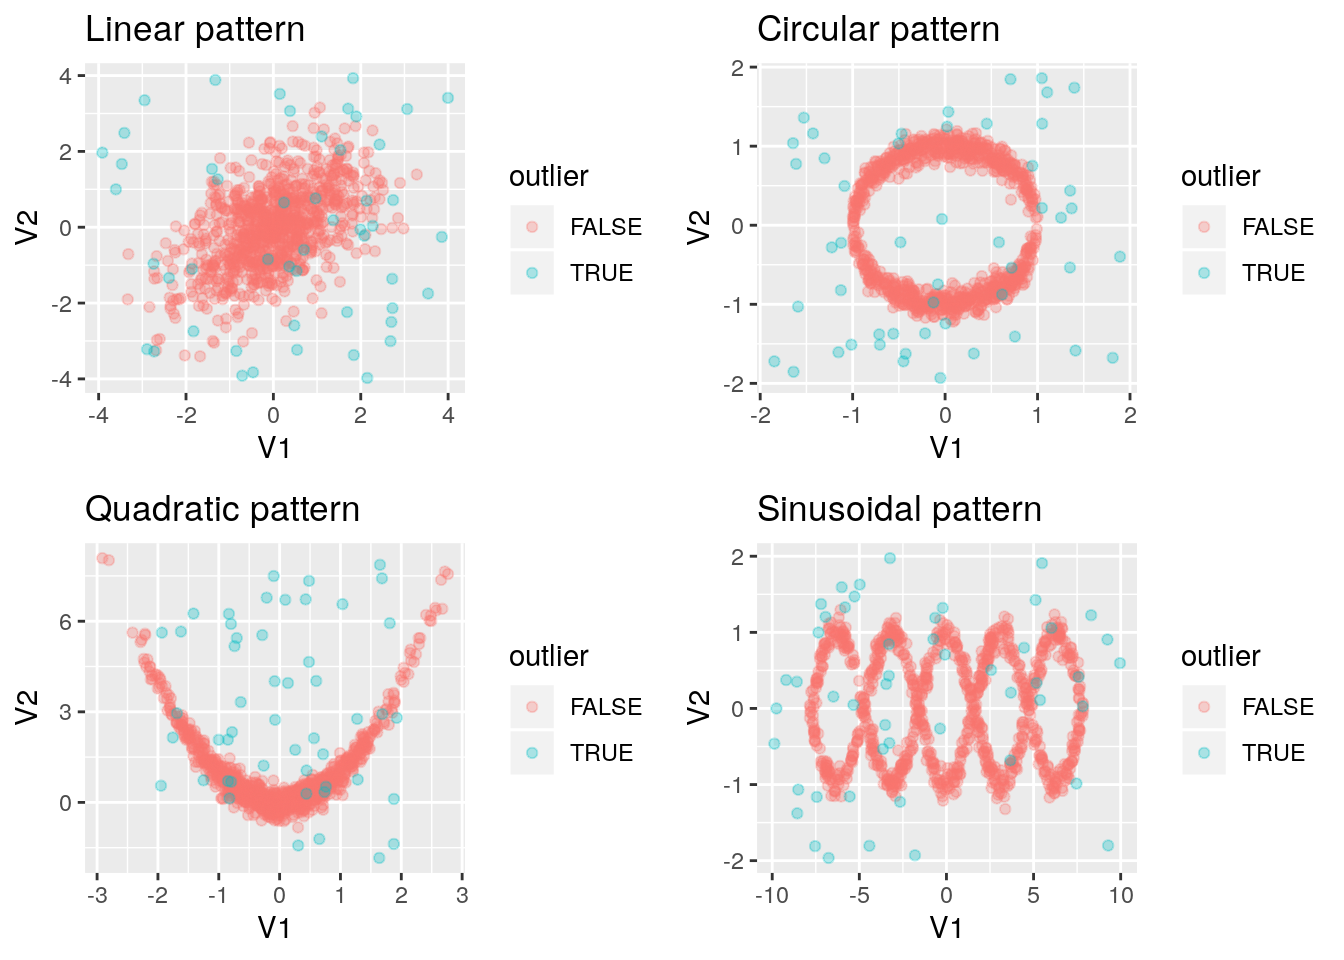 Linear pattern
4
2
0
-2
-4
V2
-4 -2 0 2 4
V1
outlier
FALSE
TRUE
Circular pattern
2
1
0
-1
-2
V2
-2 -1 0 1 2
V1
outlier
FALSE
TRUE
Quadratic pattern
6
3
0
V2
-3 -2 -1 0 1 2 3
V1
outlier
FALSE
TRUE
Sinusoidal pattern
2
1
0
-1
-2
V2
-10 -5 0 5 10
V1
outlier
FALSE
TRUE